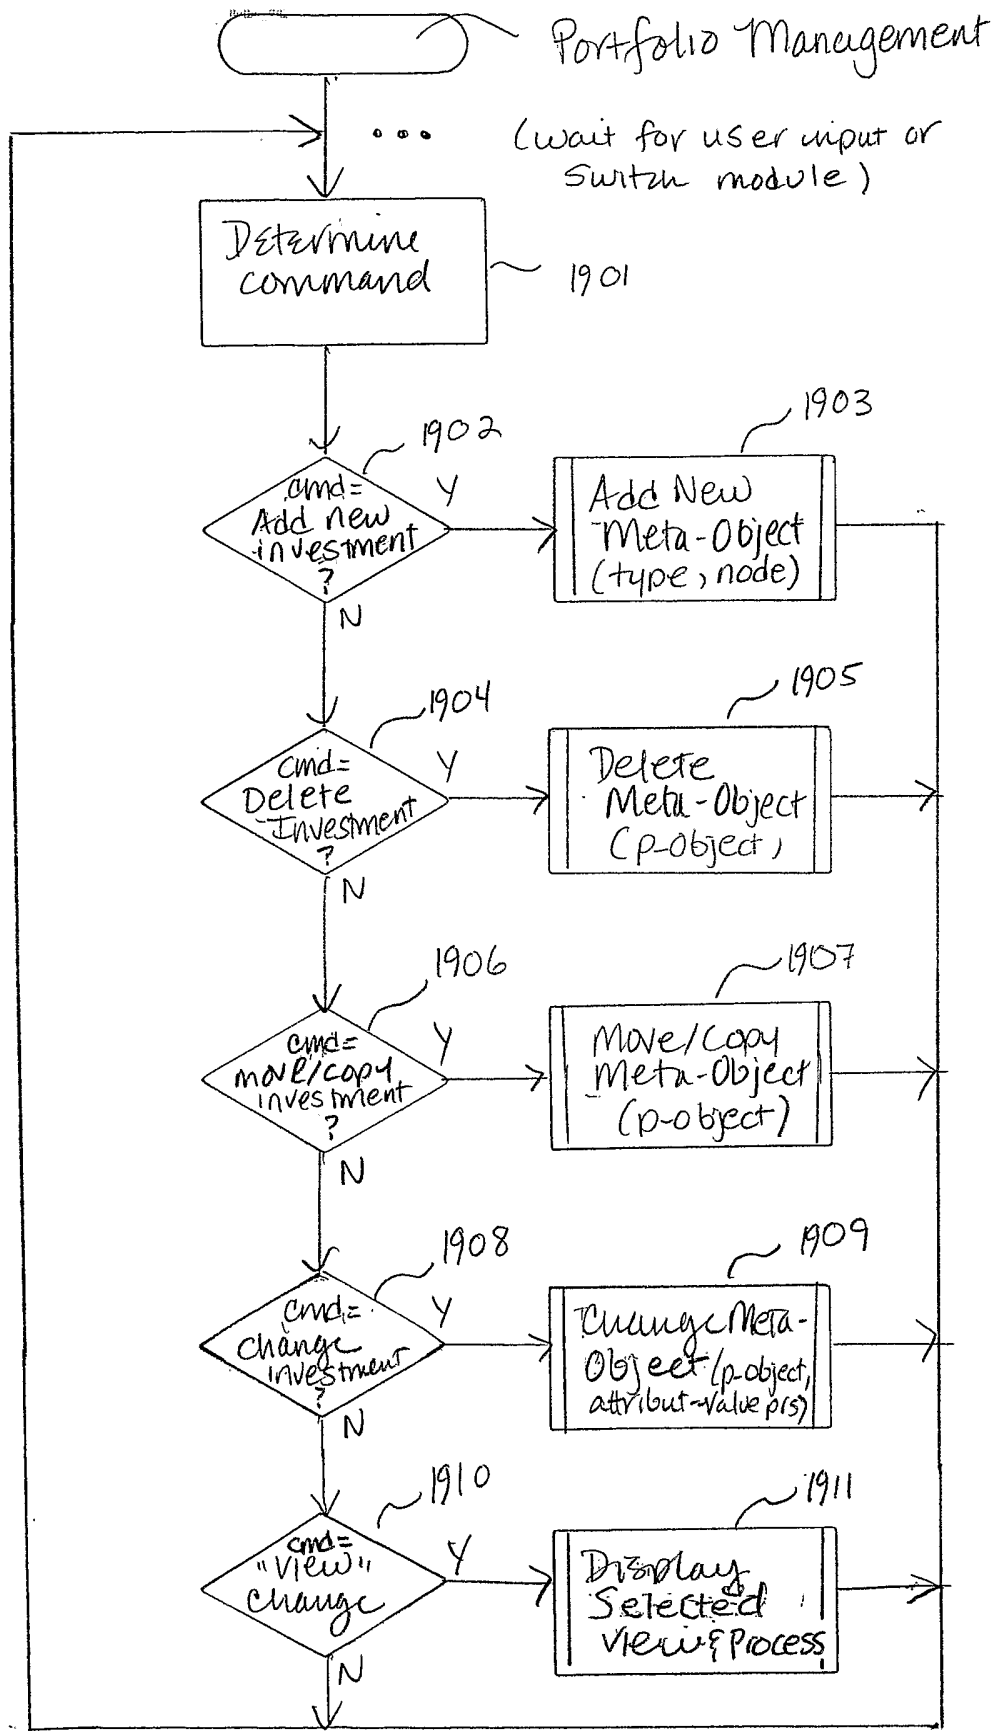 Portfolio Management
(wait for user input or
switch module)
•••
Determine
command
1901
1902
cmd=
Add new
investment
?
Y
N
1903
Add New
Meta-Object
(type, node)
1904
cmd=
Delete
Investment
?
Y
N
1905
Delete
Meta-Object
(p-object)
1906
cmd=
move/copy
investment
?
Y
N
1907
Move/Copy
Meta-Object
(p-object)
1908
cmd=
change
investment
?
Y
N
1909
Change Meta-
Object (p-object,
attribut-value prs)
1910
cmd=
"View"
change
Y
N
1911
Display
Selected
View & Process